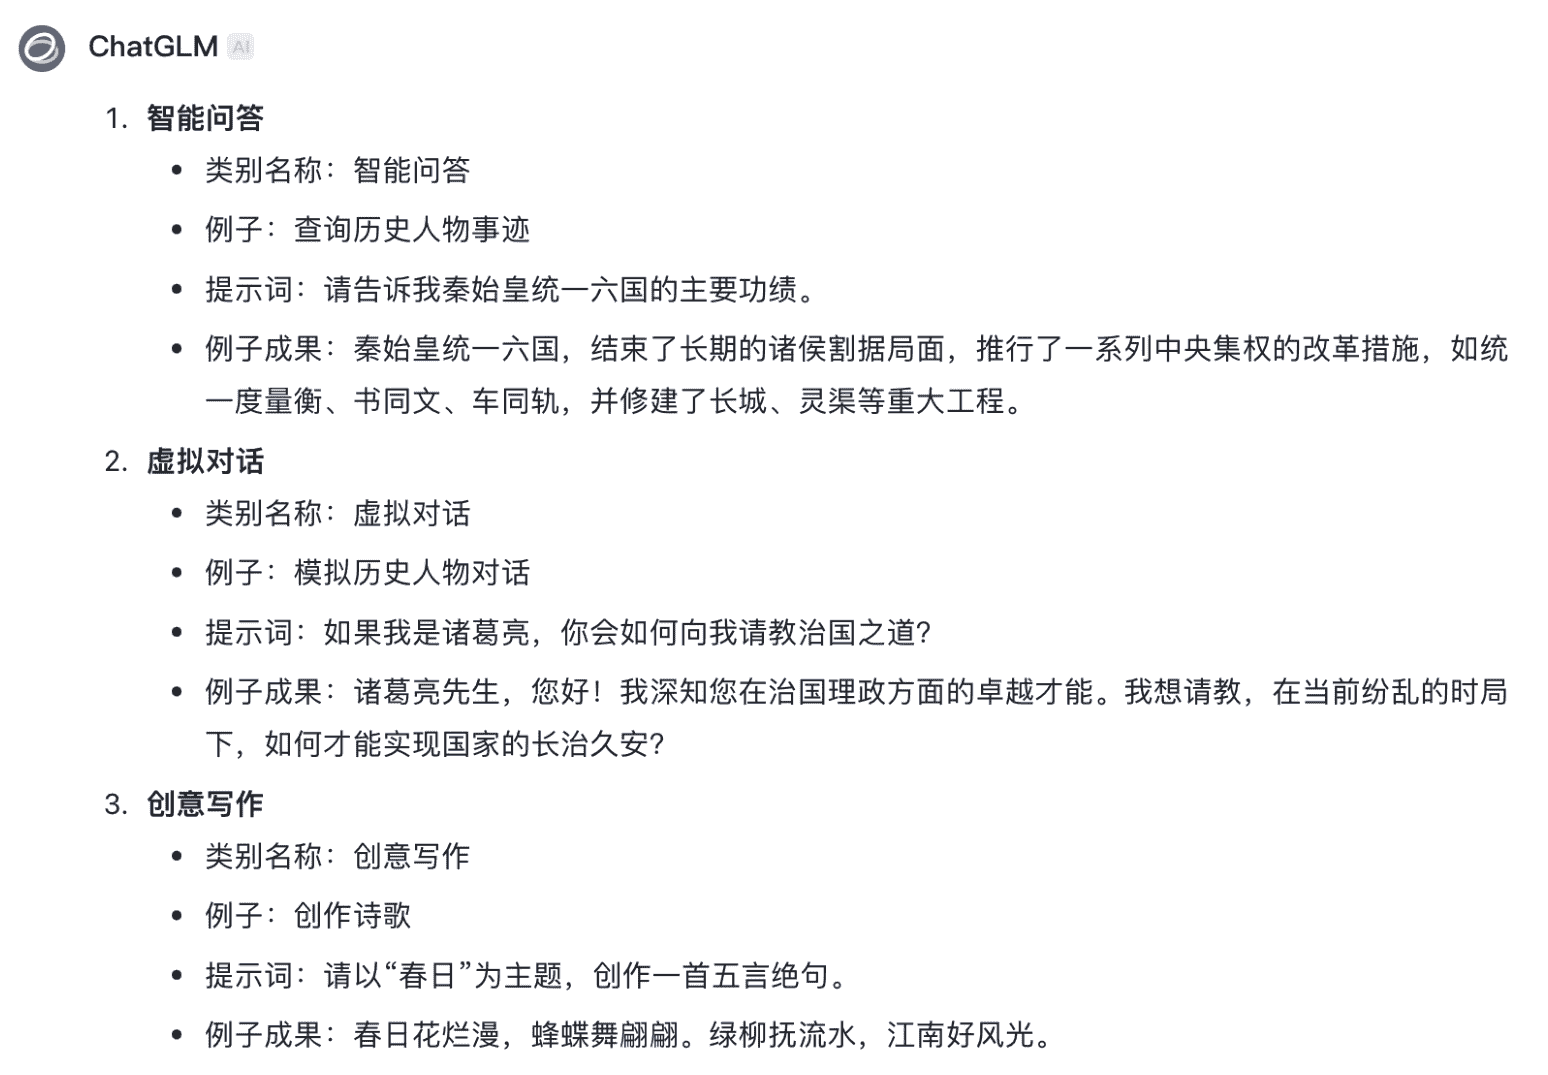 ChatGLM AI
1. 智能问答
• 类别名称：智能问答
• 例子：查询历史人物事迹
• 提示词：请告诉我秦始皇统一六国的主要功绩。
• 例子成果：秦始皇统一六国，结束了长期的诸侯割据局面，推行了一系列中央集权的改革措施，如统
一度量衡、书同文、车同轨，并修建了长城、灵渠等重大工程。
2. 虚拟对话
• 类别名称：虚拟对话
• 例子：模拟历史人物对话
• 提示词：如果我是诸葛亮，你会如何向我请教治国之道？
• 例子成果：诸葛亮先生，您好！我深知您在治国理政方面的卓越才能。我想请教，在当前纷乱的时局
下，如何才能实现国家的长治久安？
3. 创意写作
• 类别名称：创意写作
• 例子：创作诗歌
• 提示词：请以“春日”为主题，创作一首五言绝句。
• 例子成果：春日花烂漫，蜂蝶舞翩翩。绿柳抚流水，江南好风光。